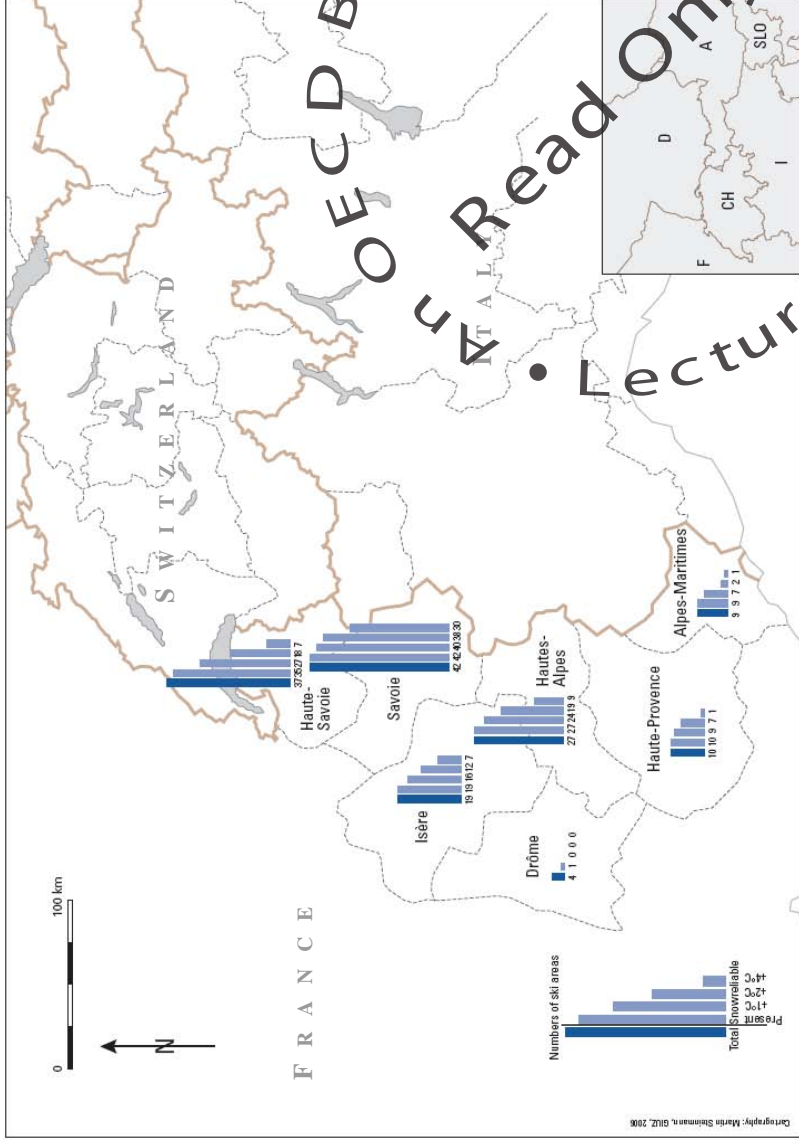 N
0 100 km
FRANCE
SWITZERLAND
ITALY
Haute-
Savoie
37 35 27 18 7
Savoie
42 42 40 38 30
Isère
19 19 16 12 7
Hautes-
Alpes
27 27 24 19 9
Drôme
4 1 0 0 0
Haute-Provence
10 10 9 7 1
Alpes-Maritimes
9 9 7 2 1
Numbers of ski areas
Total Snowreliable
Present
+1°C
+2°C
+4°C
F
D
CH
A
I
SLO
Cartography: Martin Steinmann, GIUZ, 2006
An OECD B
Read Onl
• Lectur